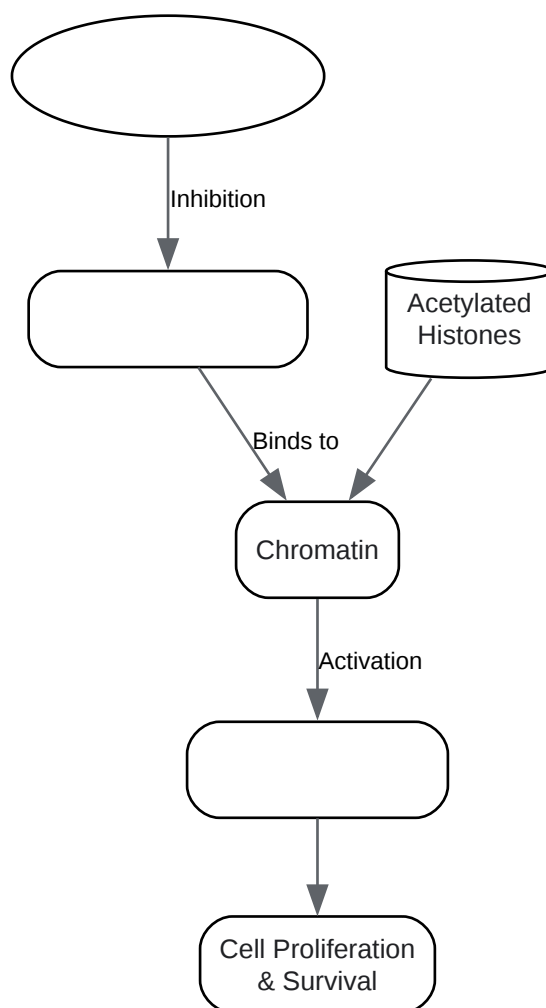 Inhibition
Acetylated
Histones
Binds to
Chromatin
Activation
Cell Proliferation
& Survival